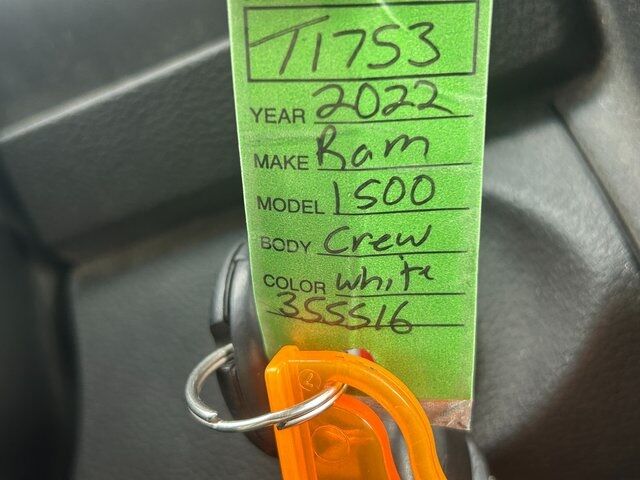 T1753
YEAR 2022
MAKE Ram
MODEL 1500
BODY Crew
COLOR white
355516